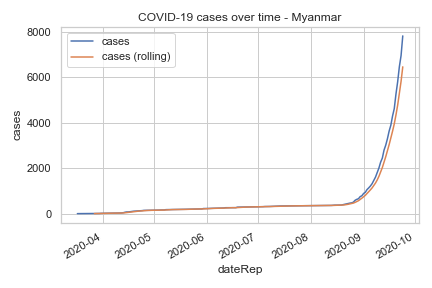 COVID-19 cases over time - Myanmar
cases
cases (rolling)
8000
6000
4000
2000
0
cases
2020-04
2020-05
2020-06
2020-07
2020-08
2020-09
2020-10
dateRep